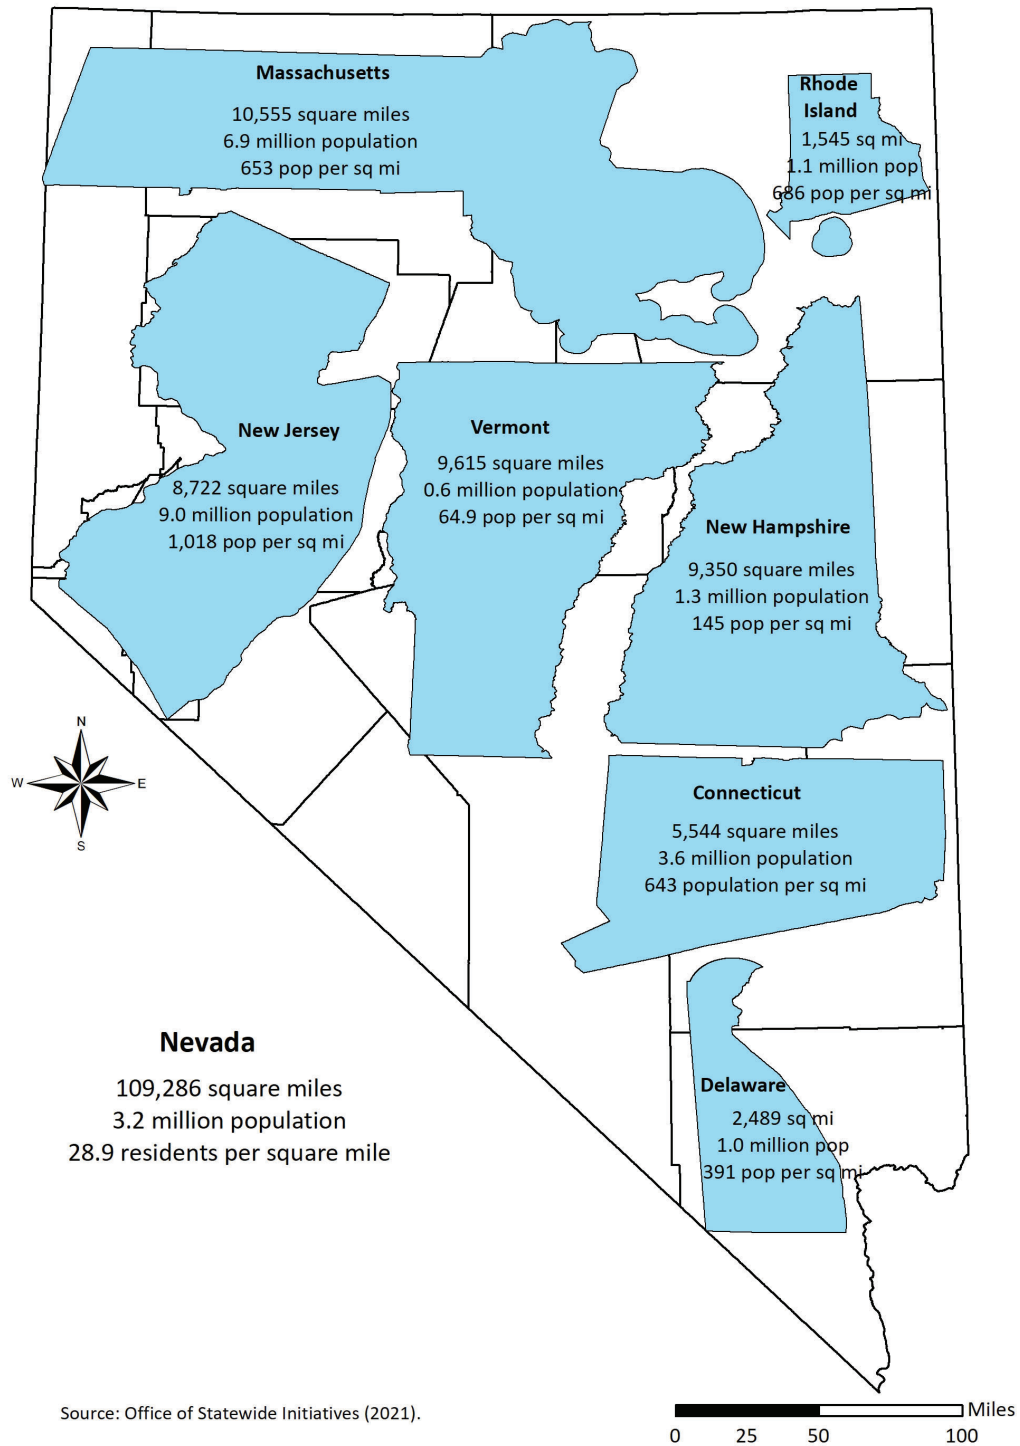 Massachusetts
10,555 square miles
6.9 million population
653 pop per sq mi
Rhode
Island
1,545 sq mi
1.1 million pop
686 pop per sq mi
New Jersey
8,722 square miles
9.0 million population
1,018 pop per sq mi
Vermont
9,615 square miles
0.6 million population
64.9 pop per sq mi
New Hampshire
9,350 square miles
1.3 million population
145 pop per sq mi
N
W
E
S
Connecticut
5,544 square miles
3.6 million population
643 population per sq mi
Nevada
109,286 square miles
3.2 million population
28.9 residents per square mile
Delaware
2,489 sq mi
1.0 million pop
391 pop per sq mi
Source: Office of Statewide Initiatives (2021).
Miles
0 25 50 100